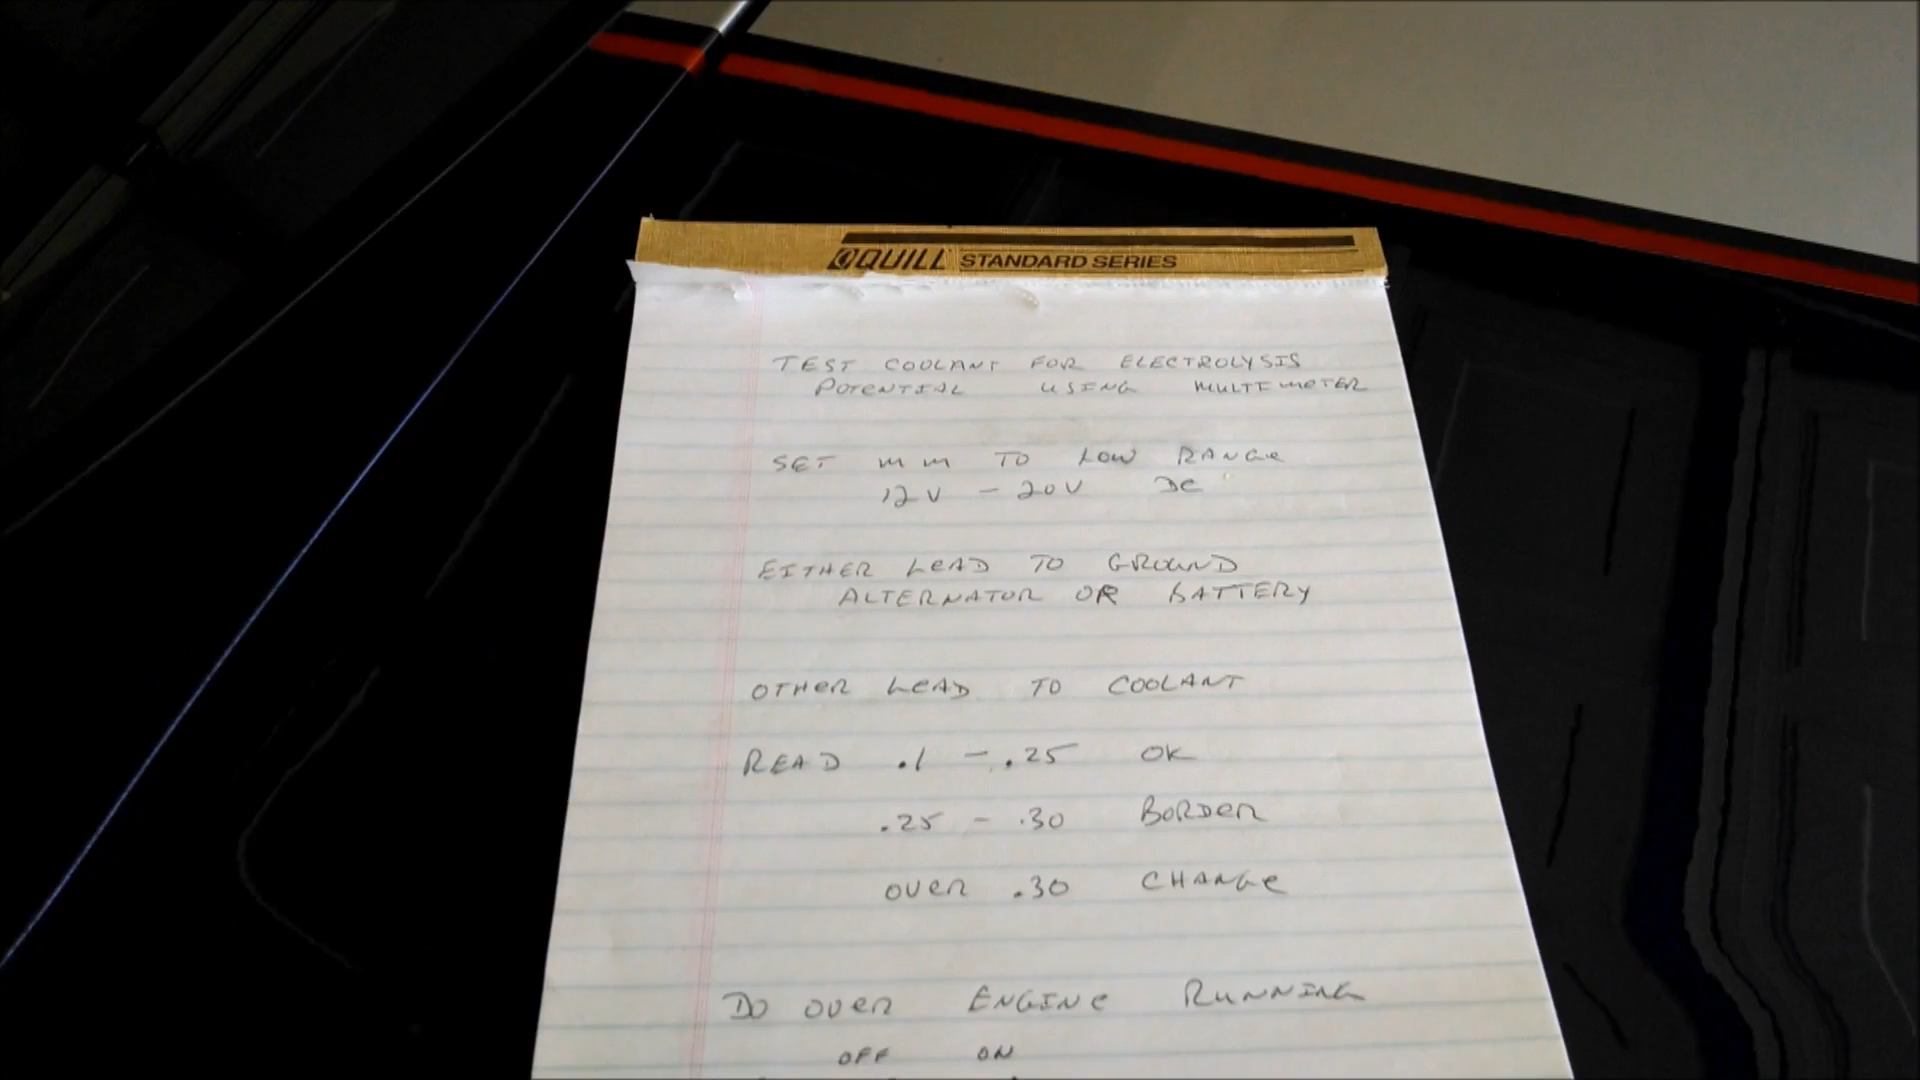 QUILL STANDARD SERIES
TEST COOLANT FOR ELECTROLYSIS
POTENTIAL USING MULTIMETER
SET MM TO LOW RANGE
12V - 20V DC
EITHER LEAD TO GROUND
ALTERNATOR OR BATTERY
OTHER LEAD TO COOLANT
READ .1 - .25 OK
.25 - .30 BORDER
OVER .30 CHANGE
DO OVER ENGINE RUNNING
OFF ON